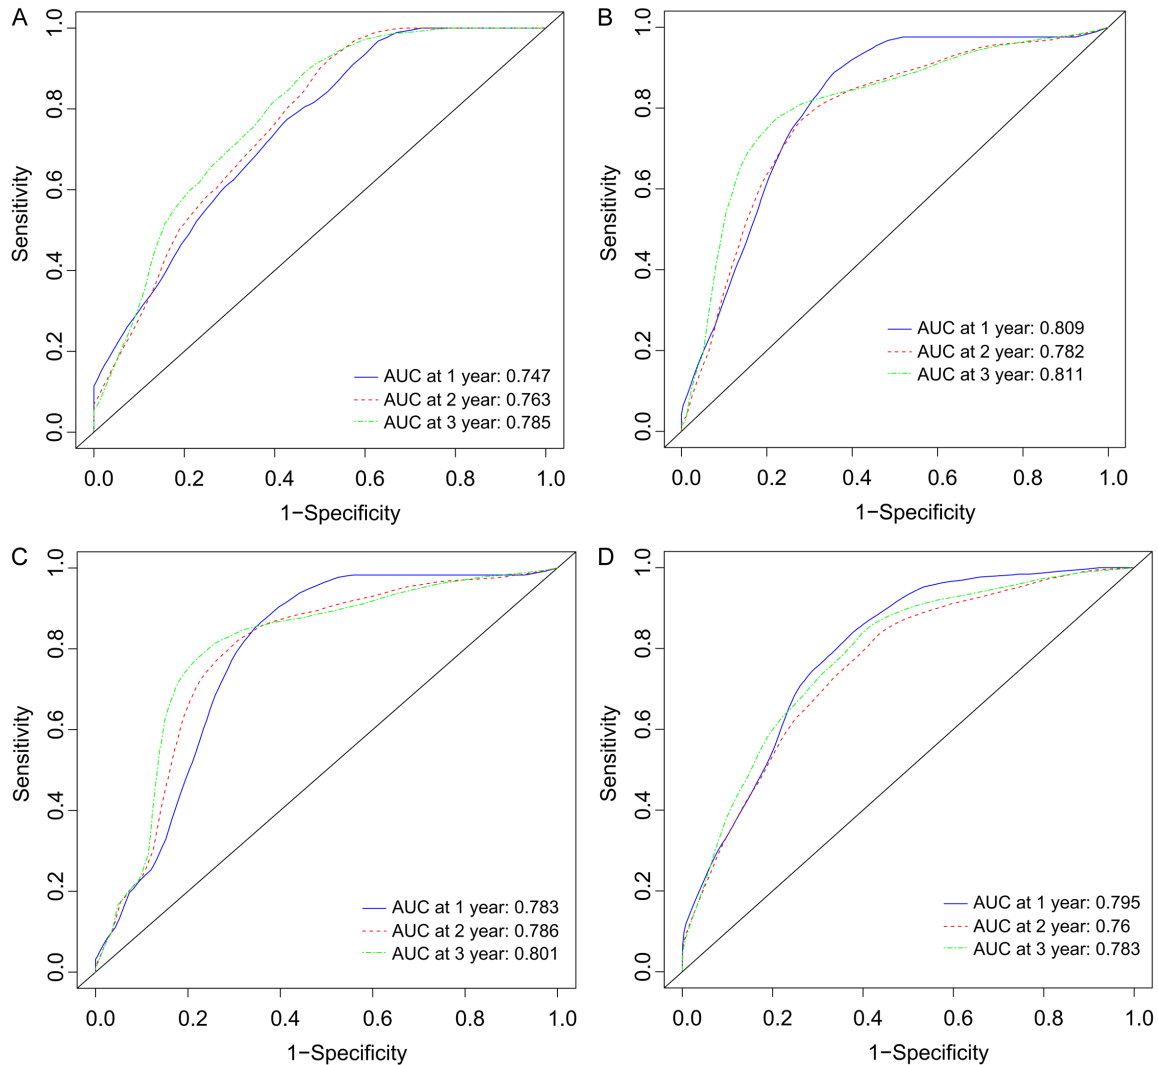 A
Sensitivity
0.0 0.2 0.4 0.6 0.8 1.0
AUC at 1 year: 0.747
AUC at 2 year: 0.763
AUC at 3 year: 0.785
0.0 0.2 0.4 0.6 0.8 1.0
1−Specificity
B
Sensitivity
0.0 0.2 0.4 0.6 0.8 1.0
AUC at 1 year: 0.809
AUC at 2 year: 0.782
AUC at 3 year: 0.811
0.0 0.2 0.4 0.6 0.8 1.0
1−Specificity
C
Sensitivity
0.0 0.2 0.4 0.6 0.8 1.0
AUC at 1 year: 0.783
AUC at 2 year: 0.786
AUC at 3 year: 0.801
0.0 0.2 0.4 0.6 0.8 1.0
1−Specificity
D
Sensitivity
0.0 0.2 0.4 0.6 0.8 1.0
AUC at 1 year: 0.795
AUC at 2 year: 0.76
AUC at 3 year: 0.783
0.0 0.2 0.4 0.6 0.8 1.0
1−Specificity